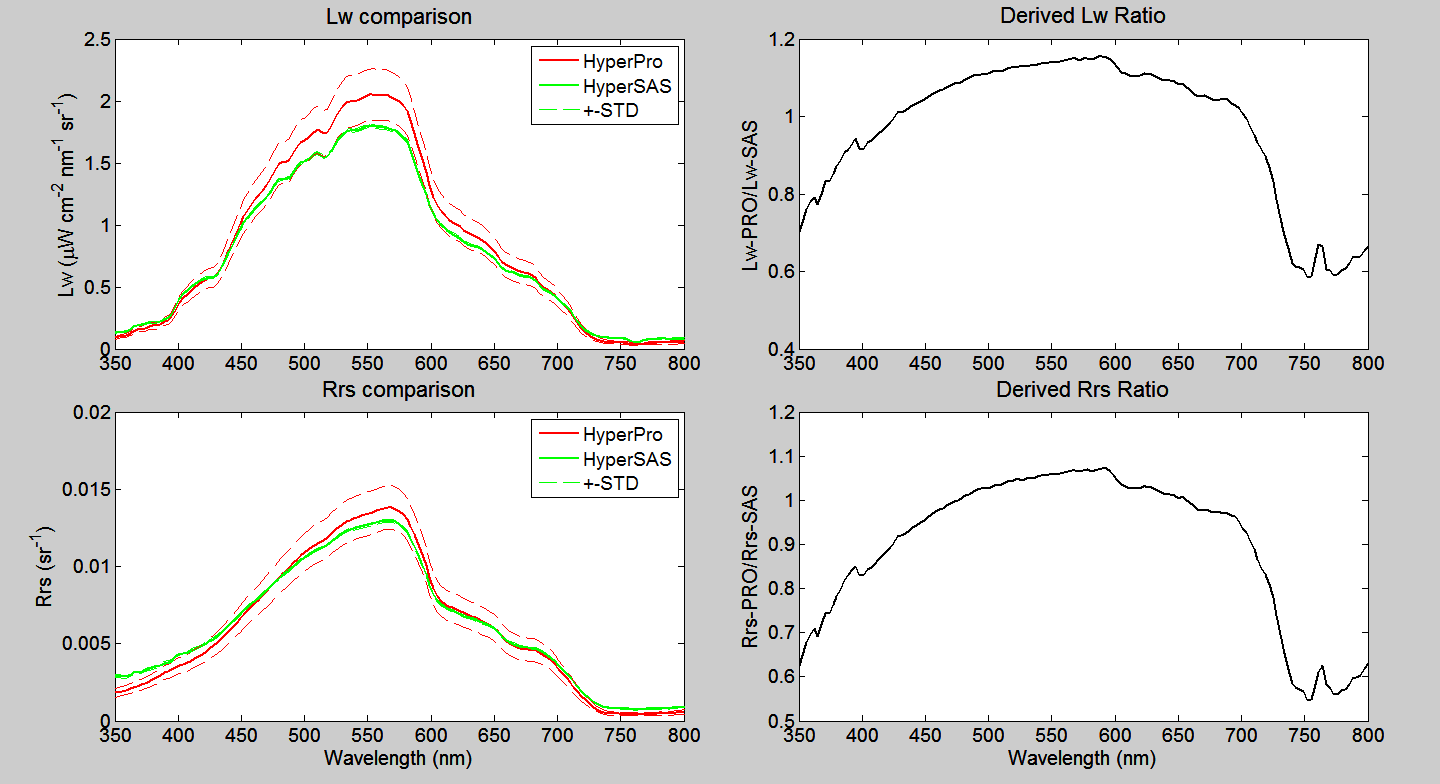 Lw comparison
2.5
2
1.5
1
0.5
0
Lw (μW cm-2 nm-1 sr-1)
HyperPro
HyperSAS
+-STD
350 400 450 500 550 600 650 700 750 800
Derived Lw Ratio
1.2
1
0.8
0.6
0.4
Lw-PRO/Lw-SAS
350 400 450 500 550 600 650 700 750 800
Rrs comparison
0.02
0.015
0.01
0.005
0
Rrs (sr-1)
HyperPro
HyperSAS
+-STD
350 400 450 500 550 600 650 700 750 800
Wavelength (nm)
Derived Rrs Ratio
1.2
1.1
1
0.9
0.8
0.7
0.6
0.5
Rrs-PRO/Rrs-SAS
350 400 450 500 550 600 650 700 750 800
Wavelength (nm)